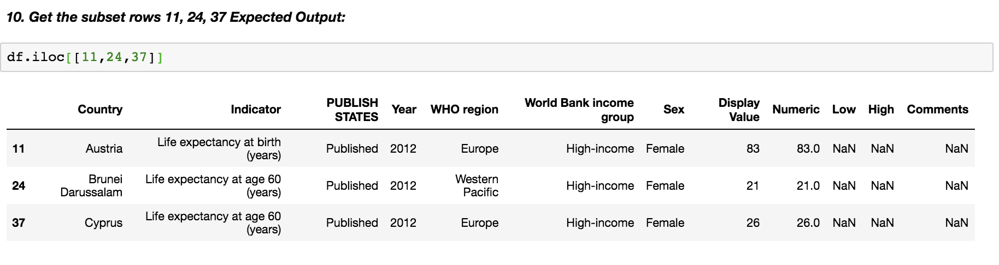 10. Get the subset rows 11, 24, 37 Expected Output:
df.iloc[[11,24,37]]
Country Indicator PUBLISH STATES Year WHO region World Bank income group Sex Display Value Numeric Low High Comments
11 Austria Life expectancy at birth (years) Published 2012 Europe High-income Female 83 83.0 NaN NaN NaN
24 Brunei Darussalam Life expectancy at age 60 (years) Published 2012 Western Pacific High-income Female 21 21.0 NaN NaN NaN
37 Cyprus Life expectancy at age 60 (years) Published 2012 Europe High-income Female 26 26.0 NaN NaN NaN